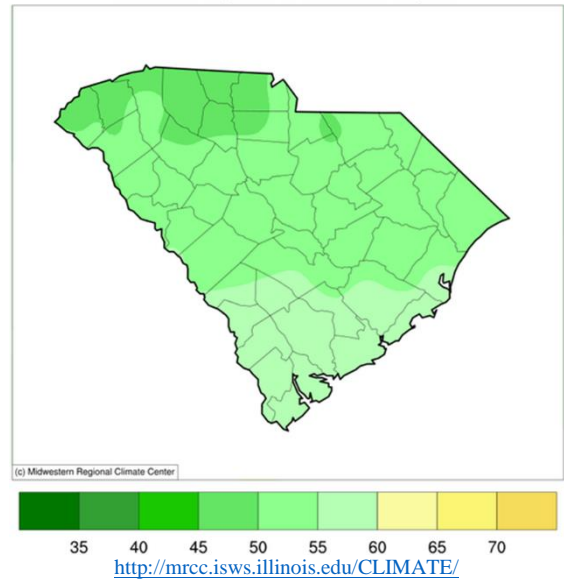 (c) Midwestern Regional Climate Center
35 40 45 50 55 60 65 70
http://mrcc.isws.illinois.edu/CLIMATE/